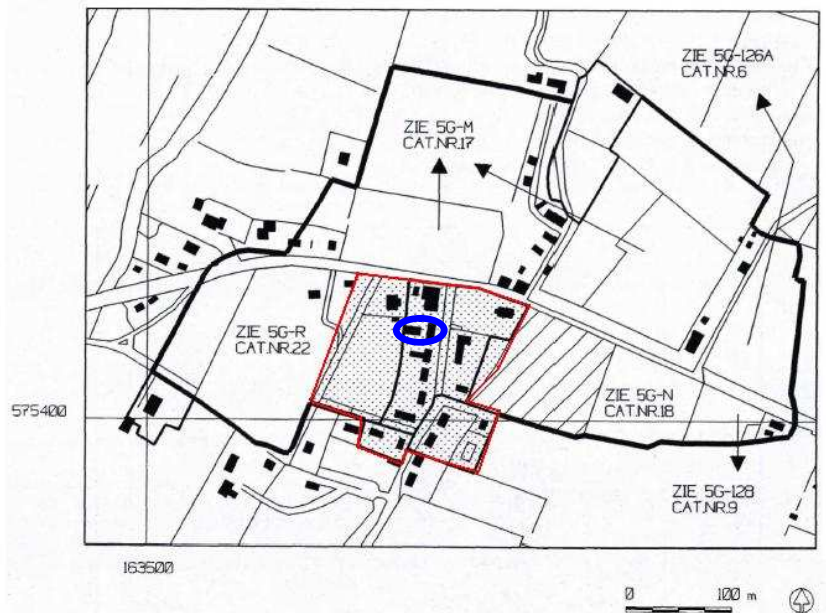 ZIE 5G-126A
CAT.NR.6
ZIE 5G-M
CAT.NR.17
ZIE 5G-R
CAT.NR.22
ZIE 5G-N
CAT.NR.18
575400
ZIE 5G-128
CAT.NR.9
163500
0 100 m